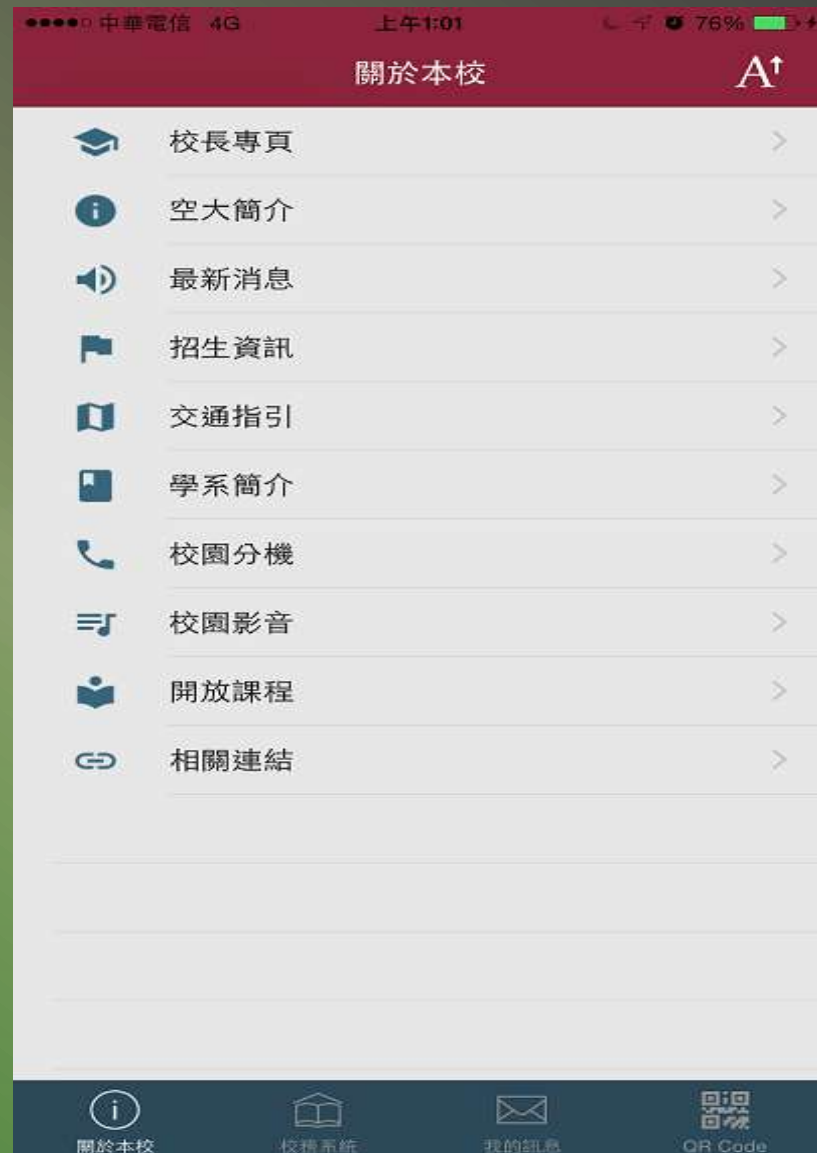 中華電信 4G 上午1:01 76%
關於本校 A↑
校長專頁
空大簡介
最新消息
招生資訊
交通指引
學系簡介
校園分機
校園影音
開放課程
相關連結
關於本校 校務系統 我的訊息 QR Code